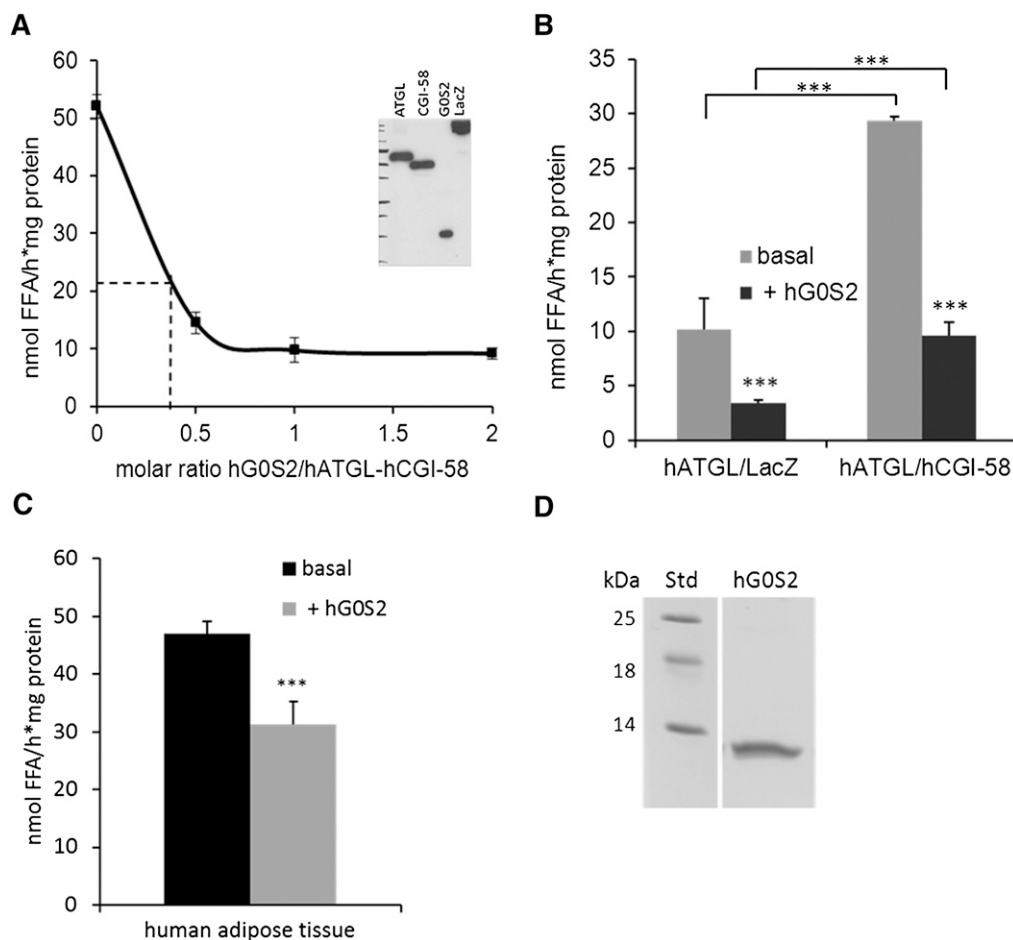 A
60
50
40
30
20
10
0
nmol FFA/h*mg protein
0
0.5
1
1.5
2
molar ratio hG0S2/hATGL-hCGI-58
ATGL
CGI-58
G0S2
LacZ
B
35
30
25
20
15
10
5
0
nmol FFA/h*mg protein
***
***
basal
+ hG0S2
***
***
hATGL/LacZ
hATGL/hCGI-58
C
60
50
40
30
20
10
0
nmol FFA/h*mg protein
basal
+ hG0S2
***
human adipose tissue
D
kDa Std hG0S2
25
18
14